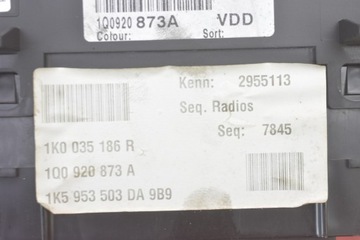 1Q0920 873A VDD
Colour: Sort:
Kenn: 2955113
Seq. Radios
Seq: 7845
1K0 035 186 R
1Q0 920 873 A
1K5 953 503 DA 9B9